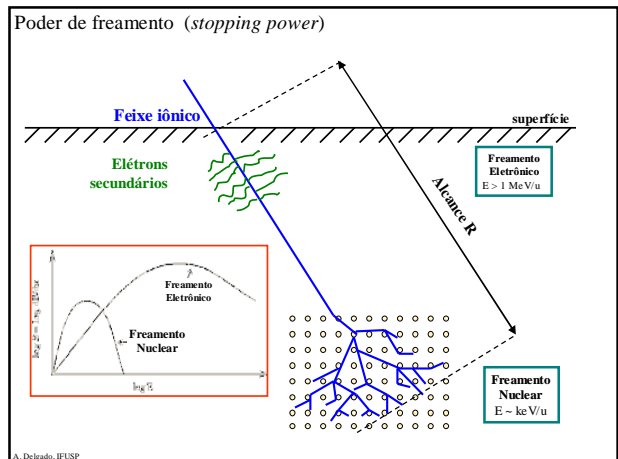 Poder de freamento (stopping power)
Feixe iônico
superfície
Elétrons
secundários
Freamento
Eletrônico
E > 1 MeV/u
Alcance R
Freamento
Eletrônico
Freamento
Nuclear
Freamento
Nuclear
E ~ keV/u
A. Delgado, IFUSP